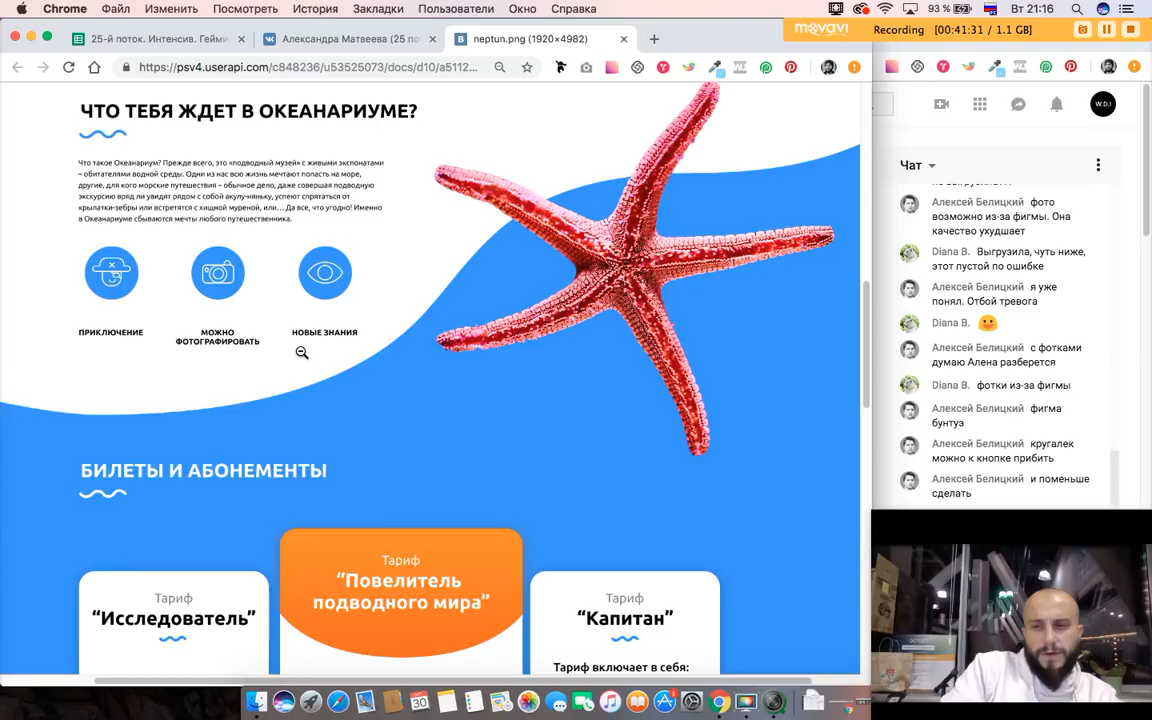 Chrome Файл Изменить Посмотреть История Закладки Пользователи Окно Справка
93 % Вт 21:16
movavi
Recording [00:41:31 / 1.1 GB]
25-й поток. Интенсив. Гейми
Александра Матвеева (25 по
neptun.png (1920×4982)
https://psv4.userapi.com/c848236/u53525073/docs/d10/a5112...
ЧТО ТЕБЯ ЖДЕТ В ОКЕАНАРИУМЕ?
Что такое Океанариум? Прежде всего, это «подводный музей» с живыми экспонатами
– обитателями водной среды. Одни из нас всю жизнь мечтают попасть на море,
другие, для кого морские путешествия – обычное дело, даже совершая подводную
экскурсию вряд ли увидят рядом с собой акулу-няньку, успеют спрятаться от
крылатки-зебры или встретятся с хищной муреной, или... Да все, что угодно! Именно
в Океанариуме сбываются мечты любого путешественника.
ПРИКЛЮЧЕНИЕ
МОЖНО
ФОТОГРАФИРОВАТЬ
НОВЫЕ ЗНАНИЯ
БИЛЕТЫ И АБОНЕМЕНТЫ
Тариф
“Исследователь”
Тариф
“Повелитель
подводного мира”
Тариф
“Капитан”
Тариф включает в себя:
W.D.I
Чат
Алексей Белицкий фото
возможно из-за фигмы. Она
качество ухудшает
Diana B. Выгрузила, чуть ниже,
этот пустой по ошибке
Алексей Белицкий я уже
понял. Отбой тревога
Diana B.
Алексей Белицкий с фотками
думаю Алена разберется
Diana B. фотки из-за фигмы
Алексей Белицкий фигма
бунтуэ
Алексей Белицкий кругалек
можно к кнопке прибить
Алексей Белицкий и поменьше
сделать